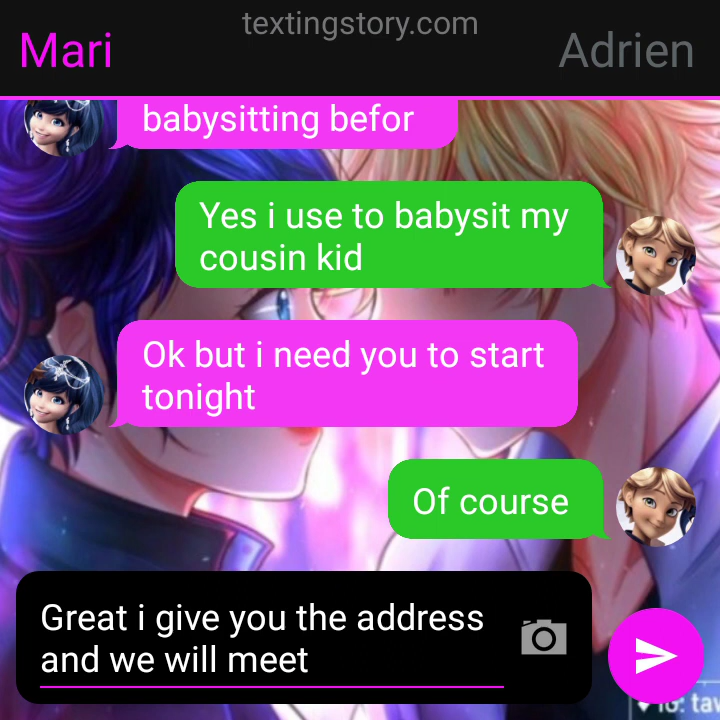 textingstory.com
Mari
Adrien
babysitting befor
Yes i use to babysit my
cousin kid
Ok but i need you to start
tonight
Of course
Great i give you the address
and we will meet